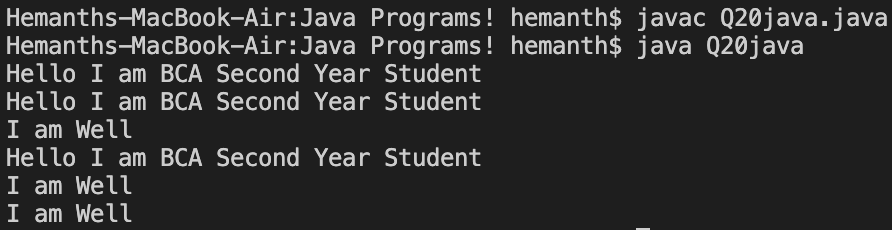 Hemanths-MacBook-Air:Java Programs! hemanth$ javac Q20java.java
Hemanths-MacBook-Air:Java Programs! hemanth$ java Q20java
Hello I am BCA Second Year Student
Hello I am BCA Second Year Student
I am Well
Hello I am BCA Second Year Student
I am Well
I am Well